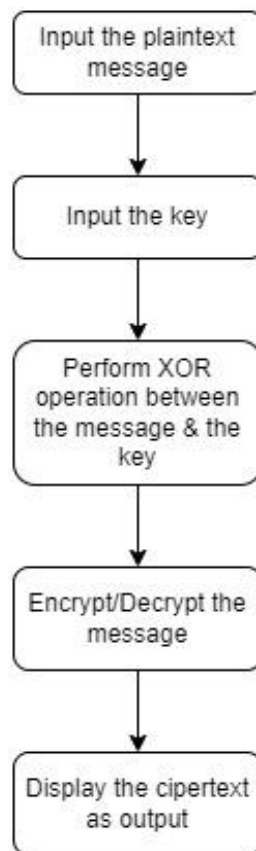 Input the plaintext
message
Input the key
Perform XOR
operation between
the message & the
key
Encrypt/Decrypt the
message
Display the cipertext
as output